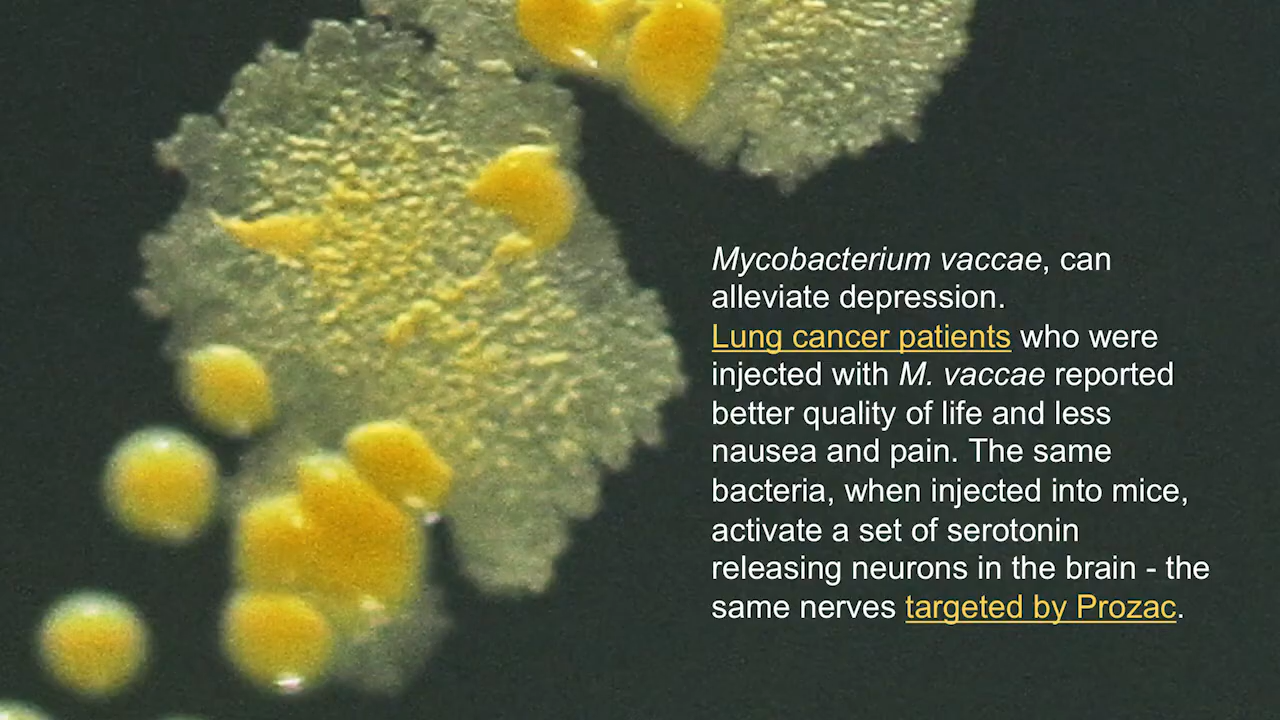 Mycobacterium vaccae, can
alleviate depression.
Lung cancer patients who were
injected with M. vaccae reported
better quality of life and less
nausea and pain. The same
bacteria, when injected into mice,
activate a set of serotonin
releasing neurons in the brain - the
same nerves targeted by Prozac.